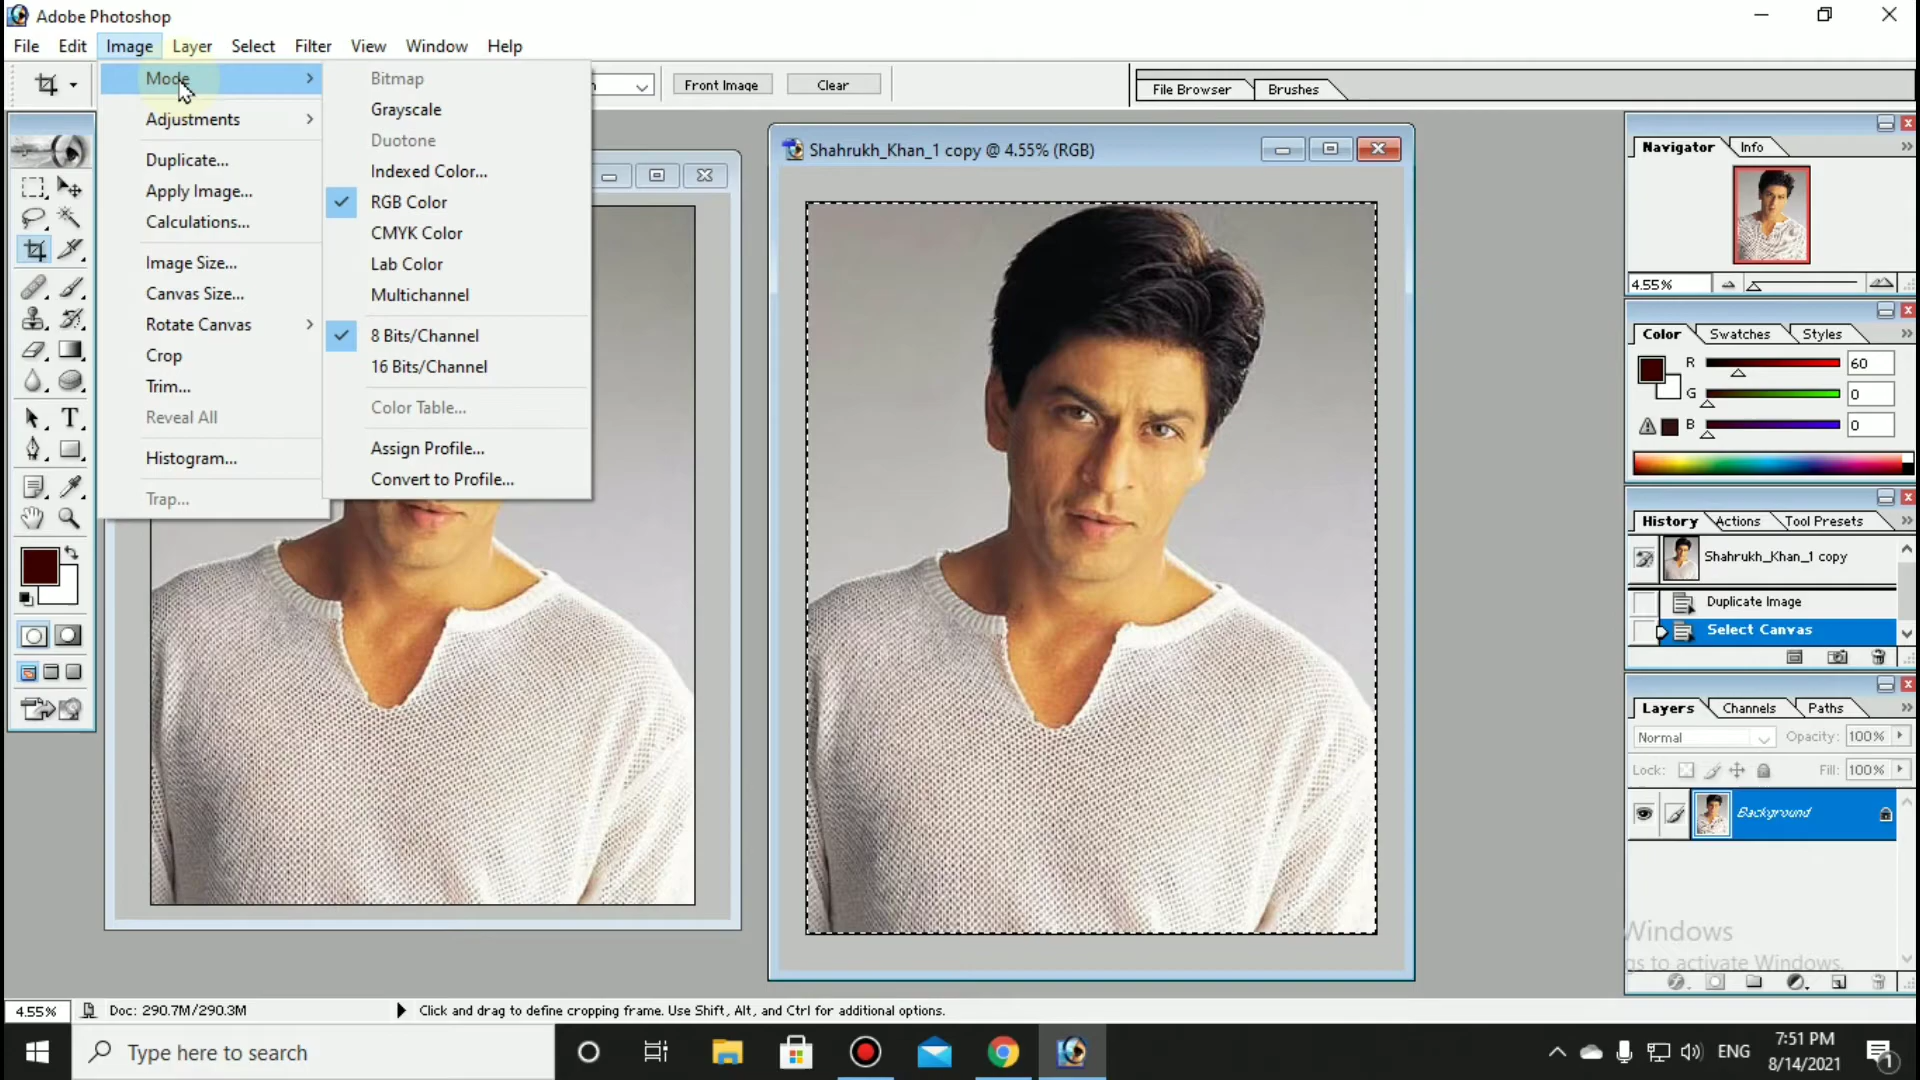 Adobe Photoshop
File Edit Image Layer Select Filter View Window Help
Front Image Clear
File Browser Brushes
Mode
Adjustments
Duplicate...
Apply Image...
Calculations...
Image Size...
Canvas Size...
Rotate Canvas
Crop
Trim...
Reveal All
Histogram...
Trap...
Bitmap
Grayscale
Duotone
Indexed Color...
RGB Color
CMYK Color
Lab Color
Multichannel
8 Bits/Channel
16 Bits/Channel
Color Table...
Assign Profile...
Convert to Profile...
Shahrukh_Khan_1 copy @ 4.55% (RGB)
Navigator Info
4.55%
Color Swatches Styles
R 60
G 0
B 0
History Actions Tool Presets
Shahrukh_Khan_1 copy
Duplicate Image
Select Canvas
Layers Channels Paths
Normal Opacity: 100%
Lock: Fill: 100%
Background
Windows
to activate Windows.
4.55% Doc: 290.7M/290.3M Click and drag to define cropping frame. Use Shift, Alt, and Ctrl for additional options.
Type here to search
ENG
7:51 PM
8/14/2021
1